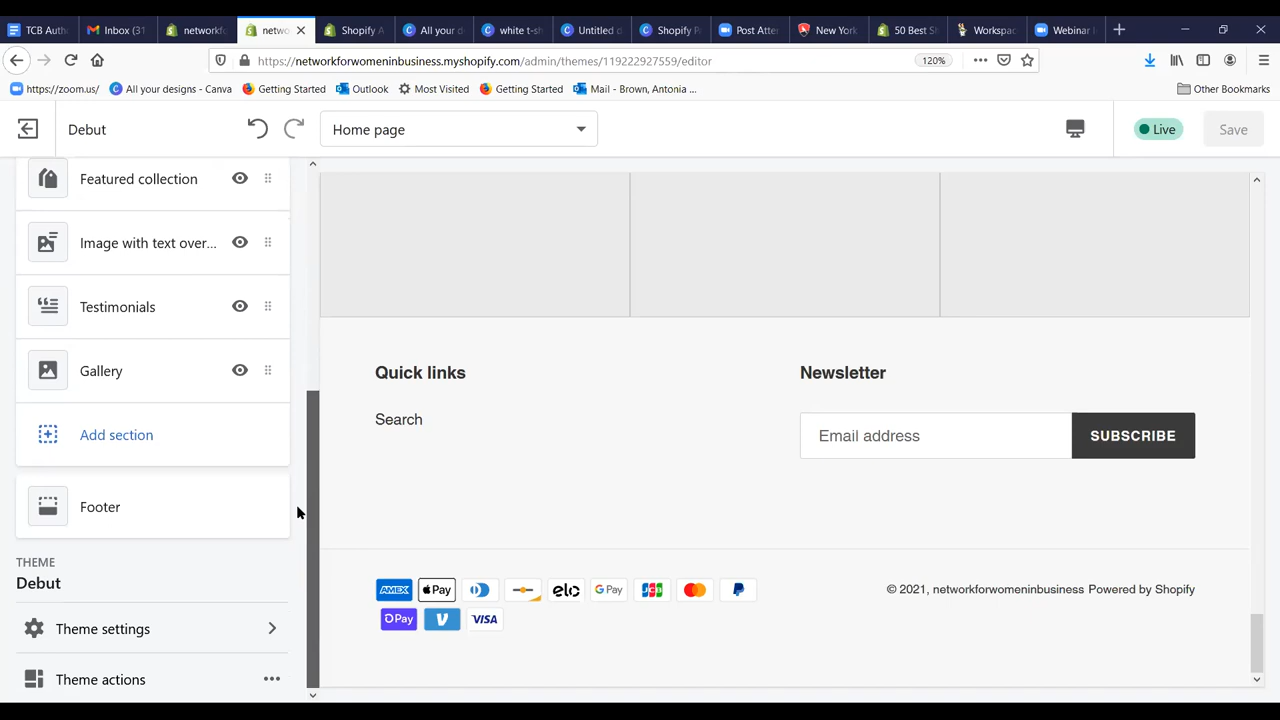 TCB Auth
Inbox (31
networkf
netwo
Shopify A
All your d
white t-sh
Untitled d
Shopify P
Post Atter
New York
50 Best Sh
Workspac
Webinar I
https://networkforwomeninbusiness.myshopify.com/admin/themes/119222927559/editor
120%
https://zoom.us/
All your designs - Canva
Getting Started
Outlook
Most Visited
Getting Started
Mail - Brown, Antonia ...
Other Bookmarks
Debut
Home page
Live
Save
Featured collection
Image with text over...
Testimonials
Gallery
Add section
Footer
THEME
Debut
Theme settings
Theme actions
Quick links
Search
Newsletter
Email address
SUBSCRIBE
AMEX
Pay
elo
G Pay
JCB
Pay
V
VISA
© 2021, networkforwomeninbusiness Powered by Shopify